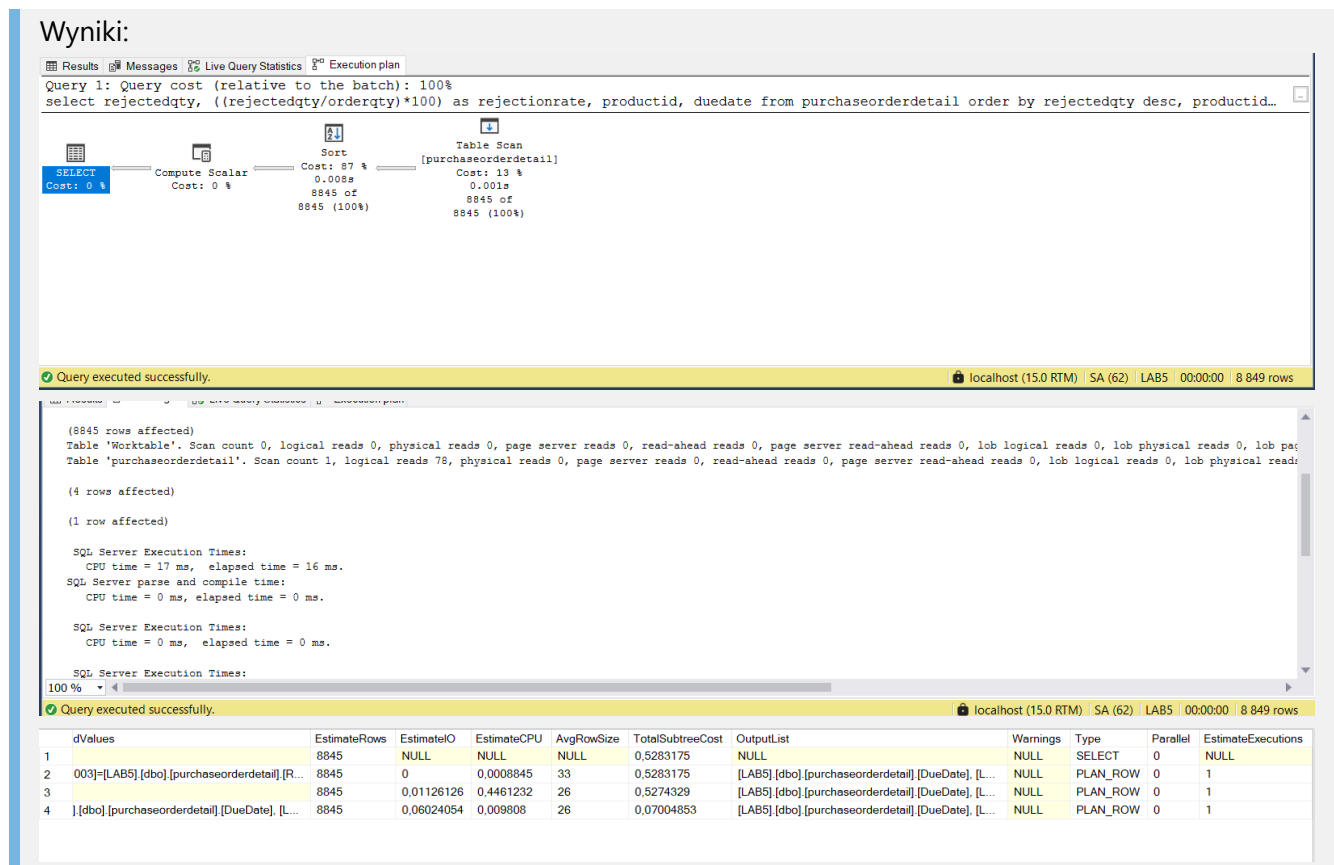 Wyniki:
Results Messages Live Query Statistics Execution plan
Query 1: Query cost (relative to the batch): 100%
select rejectedqty, ((rejectedqty/orderqty)*100) as rejectionrate, productid, duedate from purchaseorderdetail order by rejectedqty desc, productid…
SELECT
Cost: 0 %
Compute Scalar
Cost: 0 %
Sort
Cost: 87 %
0.008s
8845 of
8845 (100%)
Table Scan
[purchaseorderdetail]
Cost: 13 %
0.001s
8845 of
8845 (100%)
Query executed successfully. localhost (15.0 RTM) SA (62) LAB5 00:00:00 8 849 rows
(8845 rows affected)
Table 'Worktable'. Scan count 0, logical reads 0, physical reads 0, page server reads 0, read-ahead reads 0, page server read-ahead reads 0, lob logical reads 0, lob physical reads 0, lob pag
Table 'purchaseorderdetail'. Scan count 1, logical reads 78, physical reads 0, page server reads 0, read-ahead reads 0, page server read-ahead reads 0, lob logical reads 0, lob physical reads
(4 rows affected)
(1 row affected)
SQL Server Execution Times:
CPU time = 17 ms, elapsed time = 16 ms.
SQL Server parse and compile time:
CPU time = 0 ms, elapsed time = 0 ms.
SQL Server Execution Times:
CPU time = 0 ms, elapsed time = 0 ms.
SQL Server Execution Times:
100 %
Query executed successfully. localhost (15.0 RTM) SA (62) LAB5 00:00:00 8 849 rows
dValues EstimateRows EstimateIO EstimateCPU AvgRowSize TotalSubtreeCost OutputList Warnings Type Parallel EstimateExecutions
1 8845 NULL NULL NULL 0,5283175 NULL NULL SELECT 0 NULL
2 003]=[LAB5].[dbo].[purchaseorderdetail].[R... 8845 0 0,0008845 33 0,5283175 [LAB5].[dbo].[purchaseorderdetail].[DueDate], [L... NULL PLAN_ROW 0 1
3 8845 0,01126126 0,4461232 26 0,5274329 [LAB5].[dbo].[purchaseorderdetail].[DueDate], [L... NULL PLAN_ROW 0 1
4 ].[dbo].[purchaseorderdetail].[DueDate], [L... 8845 0,06024054 0,009808 26 0,07004853 [LAB5].[dbo].[purchaseorderdetail].[DueDate], [L... NULL PLAN_ROW 0 1